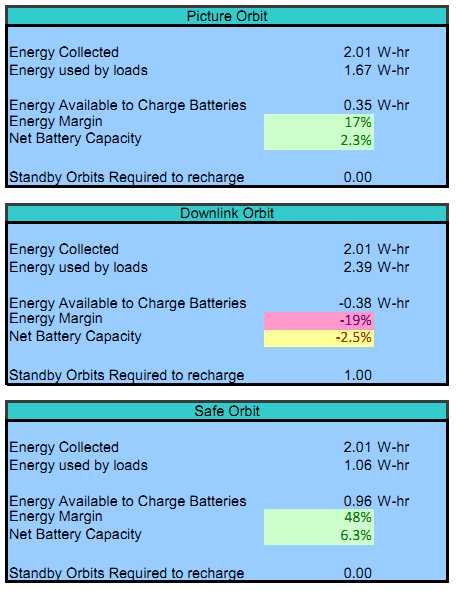 Picture Orbit
Energy Collected 2.01 W-hr
Energy used by loads 1.67 W-hr
Energy Available to Charge Batteries 0.35 W-hr
Energy Margin 17%
Net Battery Capacity 2.3%
Standby Orbits Required to recharge 0.00
Downlink Orbit
Energy Collected 2.01 W-hr
Energy used by loads 2.39 W-hr
Energy Available to Charge Batteries -0.38 W-hr
Energy Margin -19%
Net Battery Capacity -2.5%
Standby Orbits Required to recharge 1.00
Safe Orbit
Energy Collected 2.01 W-hr
Energy used by loads 1.06 W-hr
Energy Available to Charge Batteries 0.96 W-hr
Energy Margin 48%
Net Battery Capacity 6.3%
Standby Orbits Required to recharge 0.00